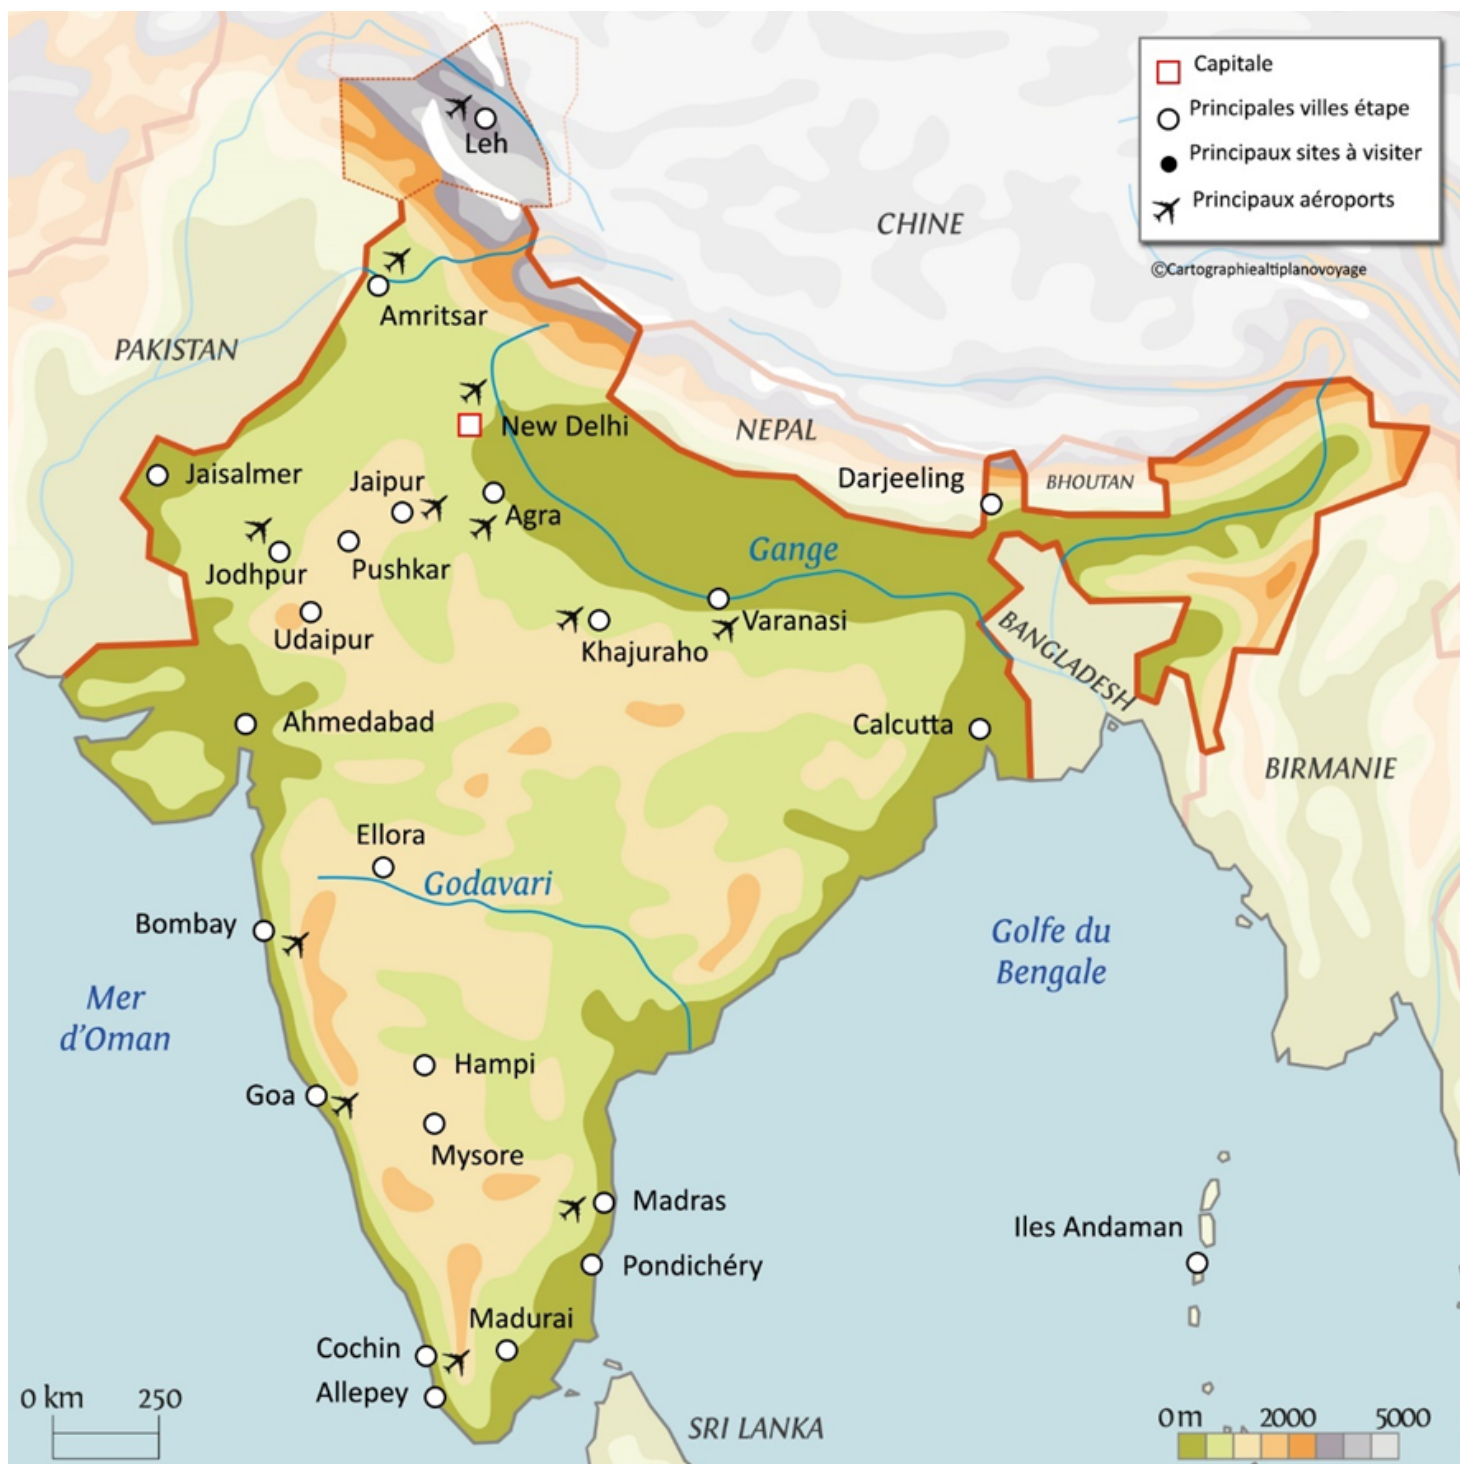 Capitale
Principales villes étape
Principaux sites à visiter
Principaux aéroports
©Cartographiealtiplanovoyage
Leh
CHINE
Amritsar
PAKISTAN
New Delhi
NEPAL
Darjeeling
BHOUTAN
Jaisalmer
Jaipur
Agra
Gange
Jodhpur
Pushkar
Udaipur
Khajuraho
Varanasi
BANGLADESH
Ahmedabad
Calcutta
BIRMANIE
Ellora
Godavari
Bombay
Golfe du
Bengale
Mer
d'Oman
Hampi
Goa
Mysore
Madras
Iles Andaman
Pondichéry
Madurai
Cochin
Allepey
0 km 250
SRI LANKA
0 m 2000 5000